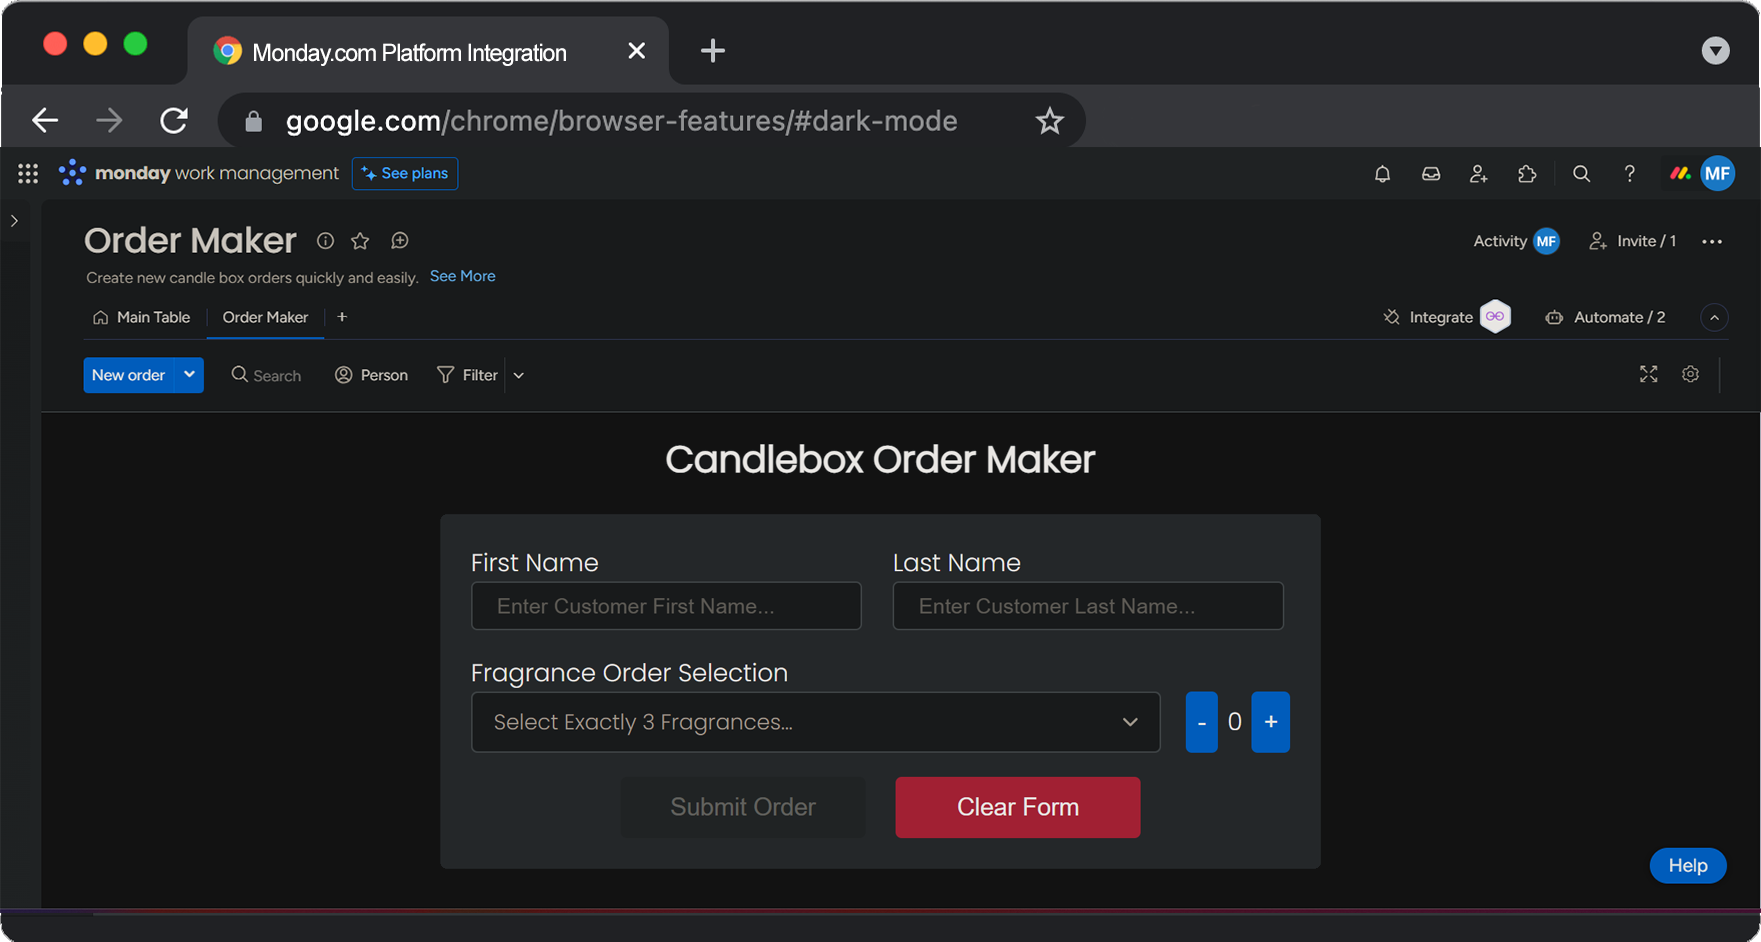 Monday.com Platform Integration
google.com/chrome/browser-features/#dark-mode
monday work management
See plans
MF
Order Maker
Activity MF
Invite / 1
Create new candle box orders quickly and easily. See More
Main Table
Order Maker
+
Integrate
Automate / 2
New order
Search
Person
Filter
Candlebox Order Maker
First Name
Last Name
Enter Customer First Name...
Enter Customer Last Name...
Fragrance Order Selection
Select Exactly 3 Fragrances...
- 0 +
Submit Order
Clear Form
Help